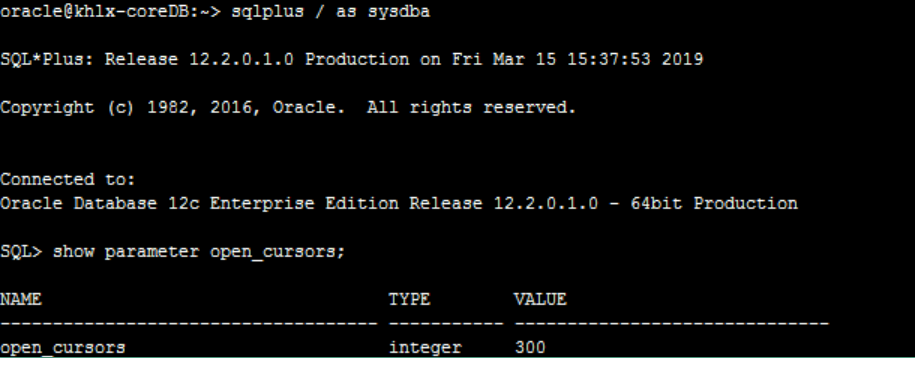 oracle@khlx-coreDB:~> sqlplus / as sysdba
SQL*Plus: Release 12.2.0.1.0 Production on Fri Mar 15 15:37:53 2019
Copyright (c) 1982, 2016, Oracle.  All rights reserved.
Connected to:
Oracle Database 12c Enterprise Edition Release 12.2.0.1.0 - 64bit Production
SQL> show parameter open_cursors;
NAME                                 TYPE        VALUE
------------------------------------ ----------- ------------------------------
open_cursors                         integer     300